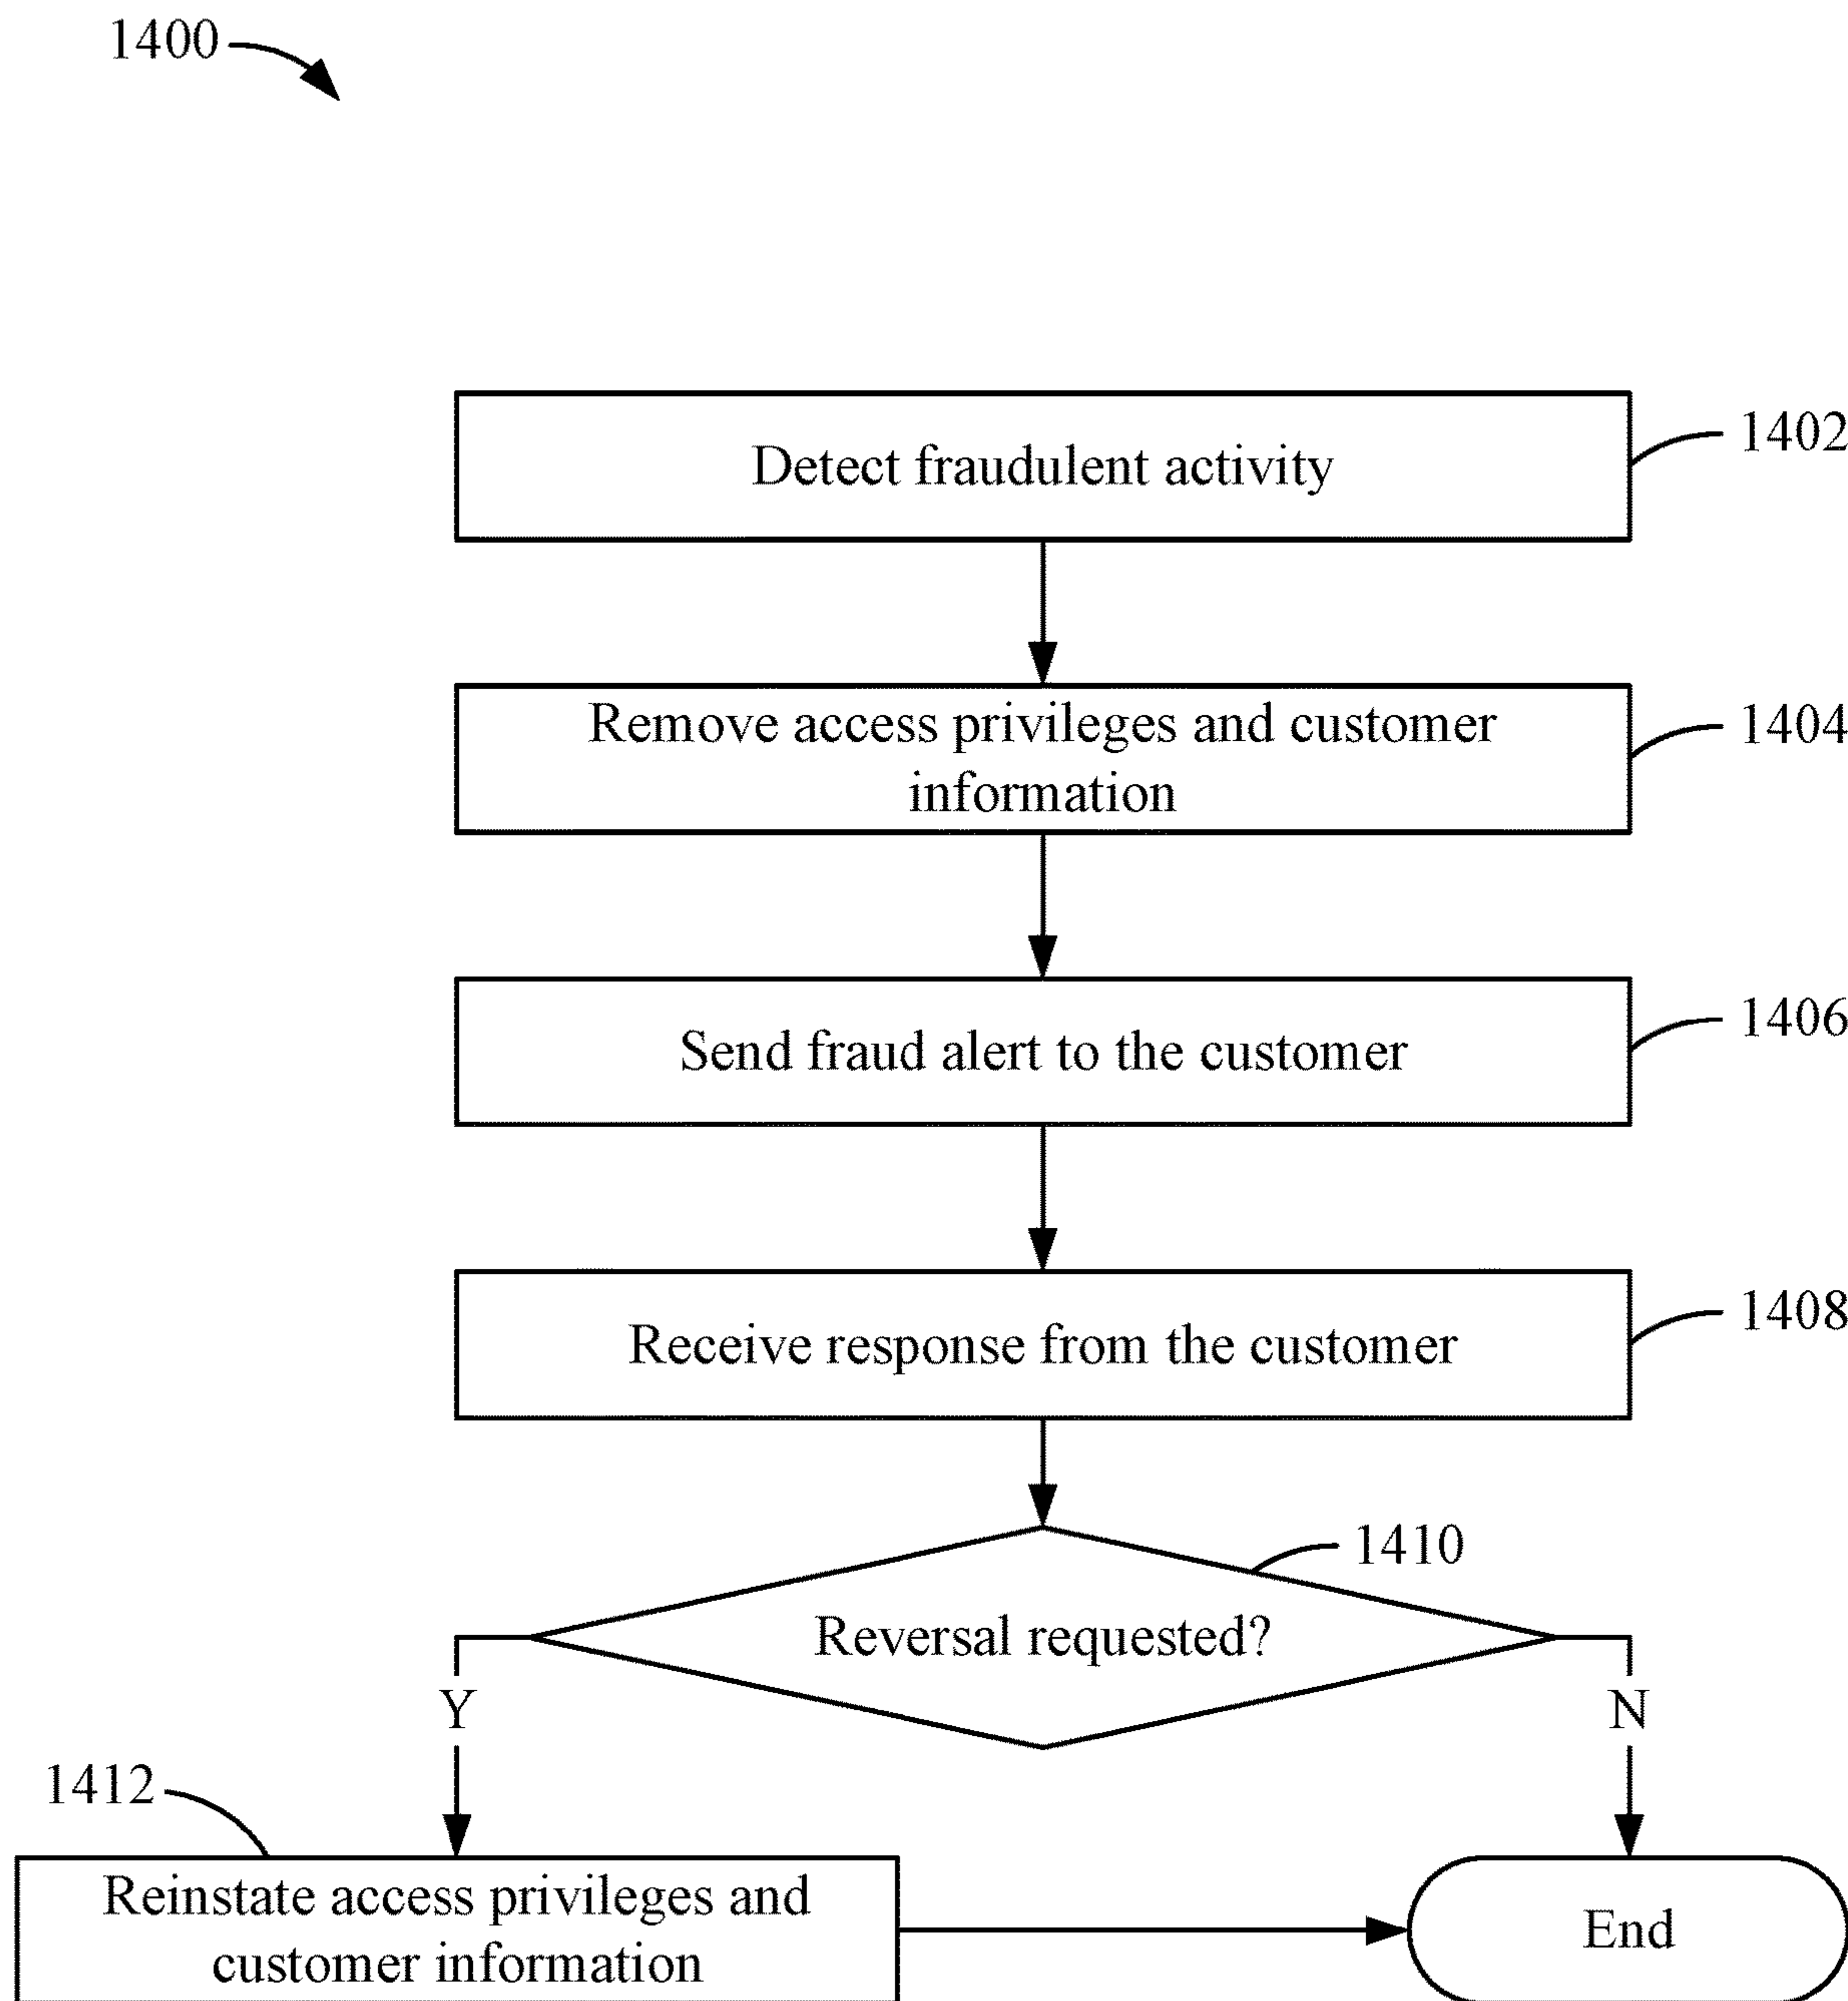 1400
Detect fraudulent activity
1402
Remove access privileges and customer
information
1404
Send fraud alert to the customer
1406
Receive response from the customer
1408
1410
Reversal requested?
Y
N
1412
Reinstate access privileges and
customer information
End